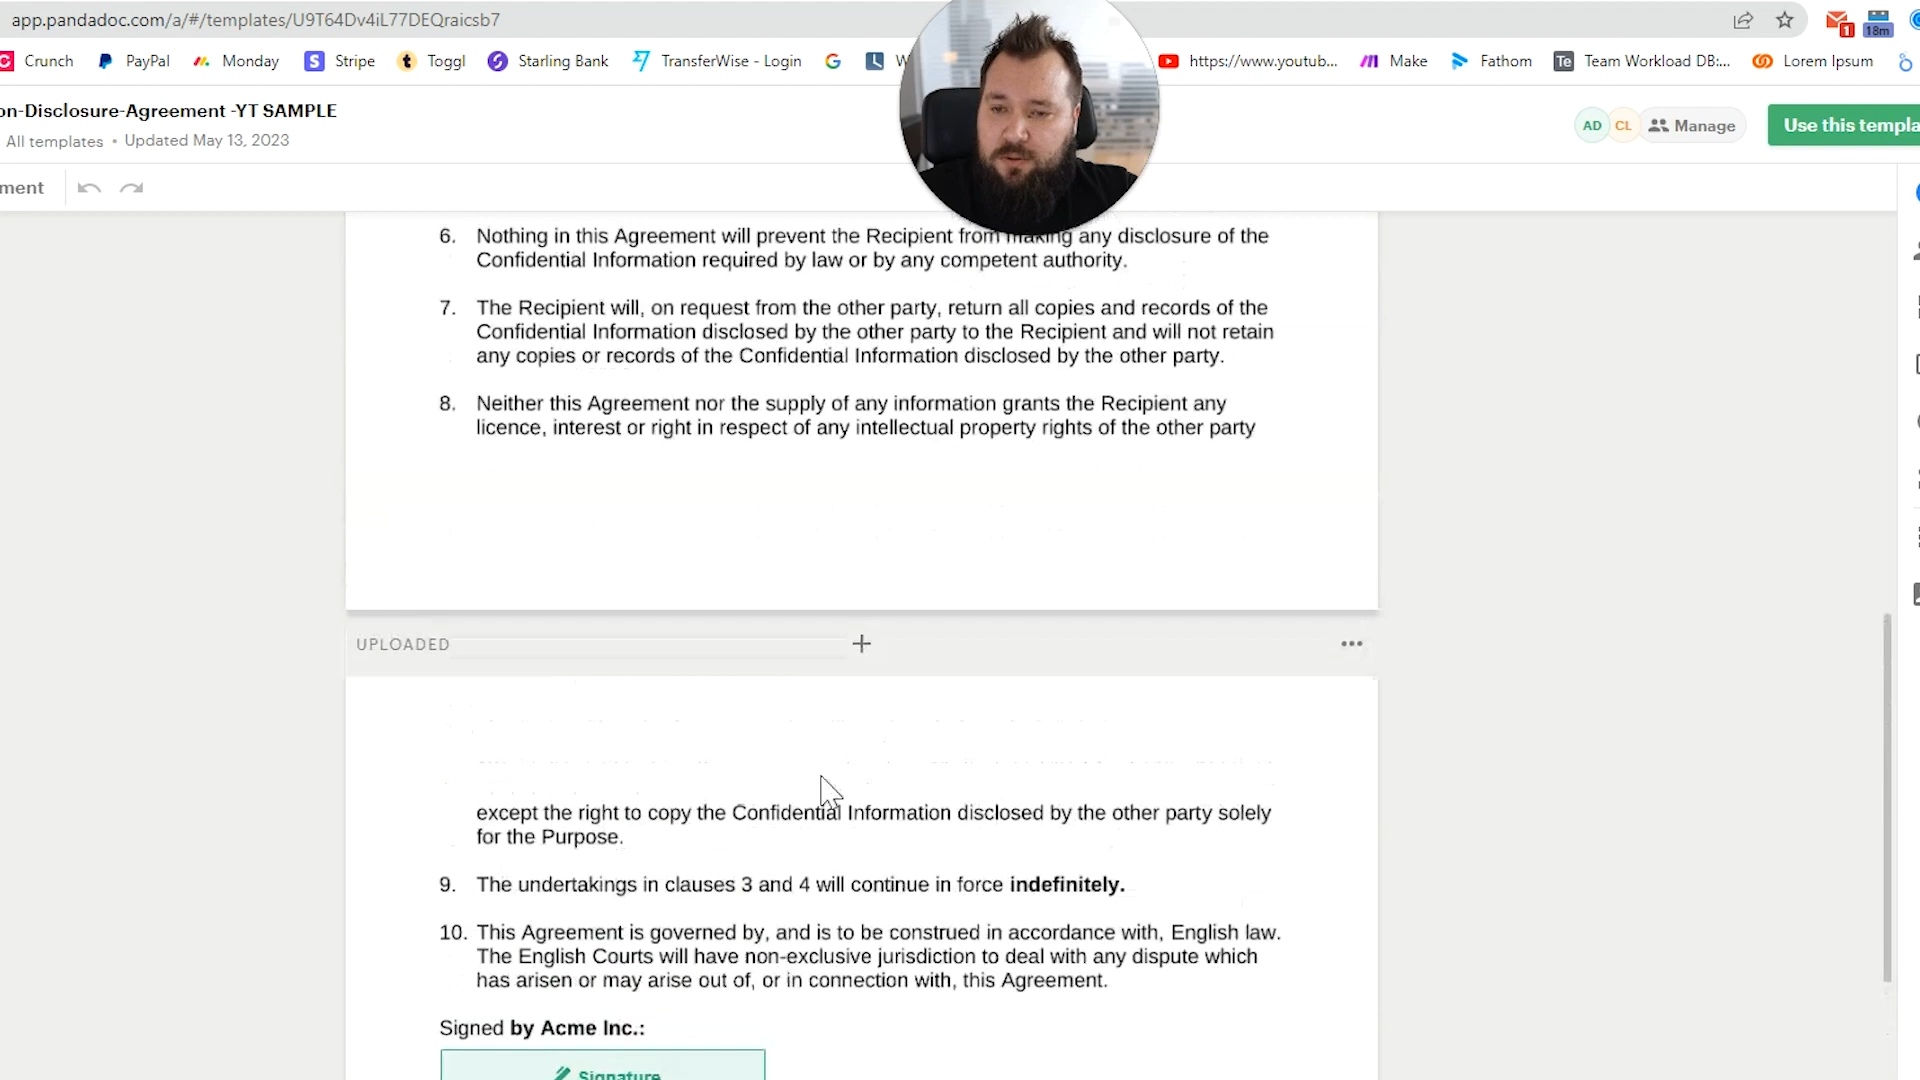 app.pandadoc.com/a/#/templates/U9T64Dv4iL77DEQraicsb7
1
18m
Crunch PayPal Monday Stripe Toggl Starling Bank TransferWise - Login W https://www.youtub... Make Fathom Te Team Workload DB:... Lorem Ipsum
on-Disclosure-Agreement -YT SAMPLE
All templates • Updated May 13, 2023
AD CL Manage
Use this templa
ment
6. Nothing in this Agreement will prevent the Recipient from making any disclosure of the
Confidential Information required by law or by any competent authority.
7. The Recipient will, on request from the other party, return all copies and records of the
Confidential Information disclosed by the other party to the Recipient and will not retain
any copies or records of the Confidential Information disclosed by the other party.
8. Neither this Agreement nor the supply of any information grants the Recipient any
licence, interest or right in respect of any intellectual property rights of the other party
UPLOADED
except the right to copy the Confidential Information disclosed by the other party solely
for the Purpose.
9. The undertakings in clauses 3 and 4 will continue in force indefinitely.
10. This Agreement is governed by, and is to be construed in accordance with, English law.
The English Courts will have non-exclusive jurisdiction to deal with any dispute which
has arisen or may arise out of, or in connection with, this Agreement.
Signed by Acme Inc.:
Signature